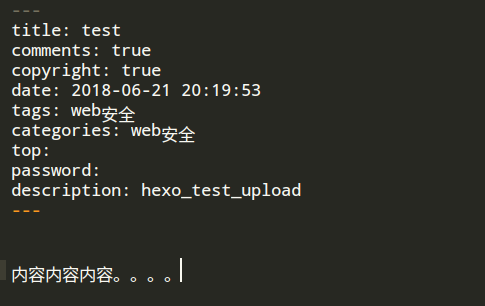 ---
title: test
comments: true
copyright: true
date: 2018-06-21 20:19:53
tags: web安全
categories: web安全
top:
password:
description: hexo_test_upload
---
内容内容内容。。。。